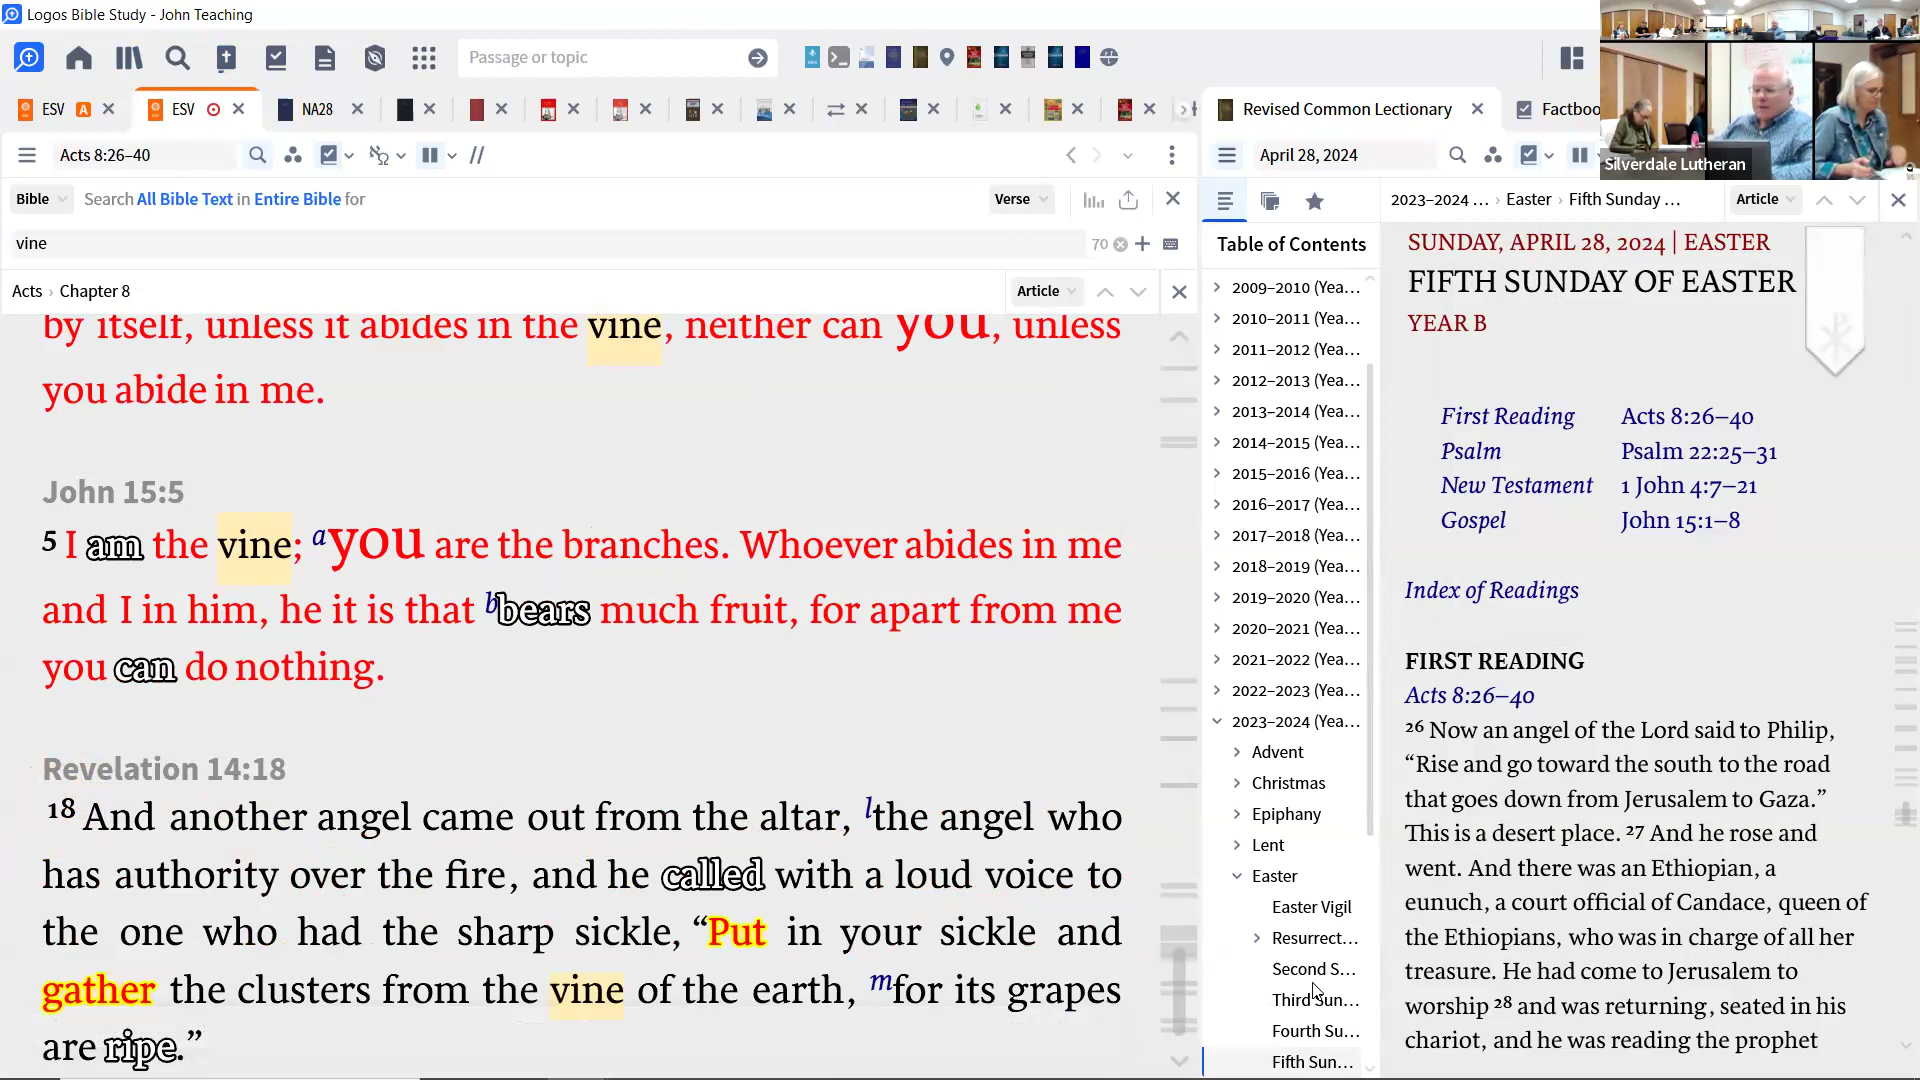 Logos Bible Study - John Teaching
Passage or topic
ESV A
ESV
NA28
Revised Common Lectionary
Factboo
Acts 8:26–40
April 28, 2024
Silverdale Lutheran
Bible
Search All Bible Text in Entire Bible for
Verse
vine
70
Acts › Chapter 8
Article
by itself, unless it abides in the vine, neither can you, unless
you abide in me.
John 15:5
5 I am the vine; a you are the branches. Whoever abides in me
and I in him, he it is that b bears much fruit, for apart from me
you can do nothing.
Revelation 14:18
18 And another angel came out from the altar, l the angel who
has authority over the fire, and he called with a loud voice to
the one who had the sharp sickle, “Put in your sickle and
gather the clusters from the vine of the earth, m for its grapes
are ripe.”
Table of Contents
2009–2010 (Yea...
2010–2011 (Yea...
2011–2012 (Yea...
2012–2013 (Yea...
2013–2014 (Yea...
2014–2015 (Yea...
2015–2016 (Yea...
2016–2017 (Yea...
2017–2018 (Yea...
2018–2019 (Yea...
2019–2020 (Yea...
2020–2021 (Yea...
2021–2022 (Yea...
2022–2023 (Yea...
2023–2024 (Yea...
Advent
Christmas
Epiphany
Lent
Easter
Easter Vigil
Resurrect...
Second S...
Third Sun...
Fourth Su...
Fifth Sun...
2023–2024 ... › Easter › Fifth Sunday ...
Article
SUNDAY, APRIL 28, 2024 | EASTER
FIFTH SUNDAY OF EASTER
YEAR B
First Reading Acts 8:26–40
Psalm Psalm 22:25–31
New Testament 1 John 4:7–21
Gospel John 15:1–8
Index of Readings
FIRST READING
Acts 8:26–40
26 Now an angel of the Lord said to Philip,
“Rise and go toward the south to the road
that goes down from Jerusalem to Gaza.”
This is a desert place. 27 And he rose and
went. And there was an Ethiopian, a
eunuch, a court official of Candace, queen of
the Ethiopians, who was in charge of all her
treasure. He had come to Jerusalem to
worship 28 and was returning, seated in his
chariot, and he was reading the prophet